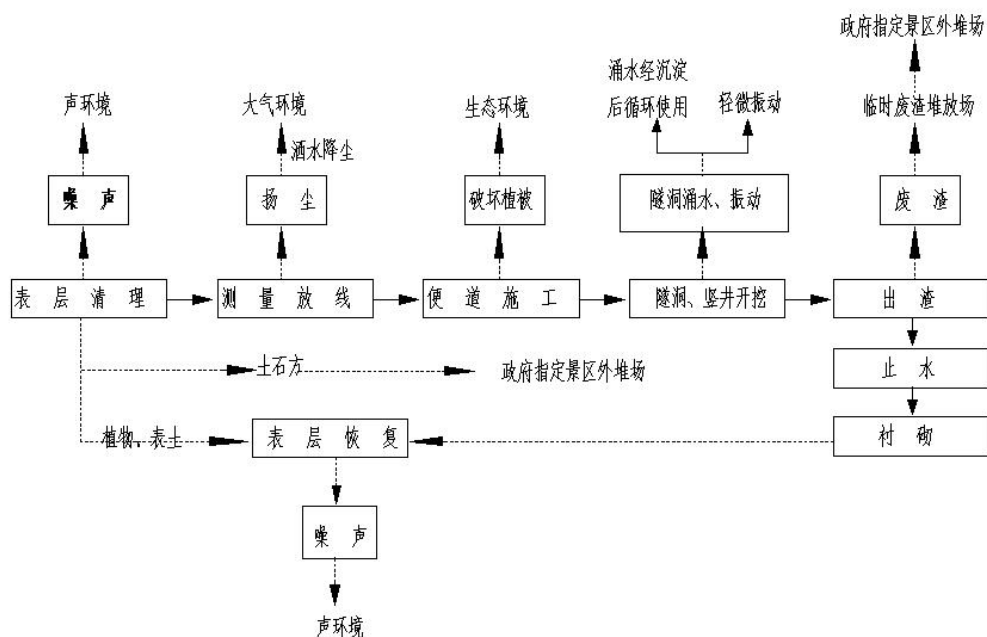 政府指定景区外堆场
涌水经沉淀
后循环使用
轻微振动
声环境
大气环境
生态环境
临时废渣堆放场
洒水降尘
噪 声
扬 尘
破坏植被
隧洞涌水、振动
废 渣
表 层 清 理
测 量 放 线
便 道 施 工
隧洞、竖井开挖
出 渣
土石方
政府指定景区外堆场
止 水
植物、表土
表 层 恢 复
衬 砌
噪 声
声环境